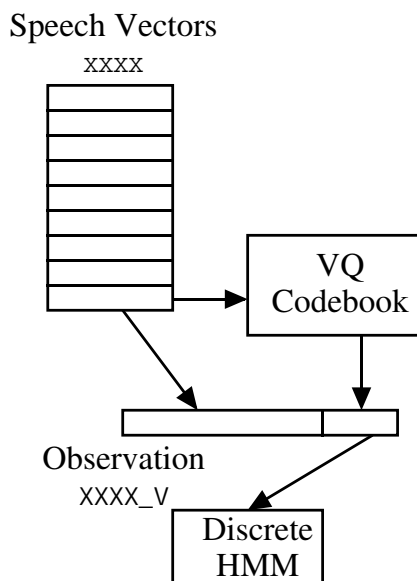 Speech Vectors
XXXX
VQ
Codebook
Observation
XXXX_V
Discrete
HMM